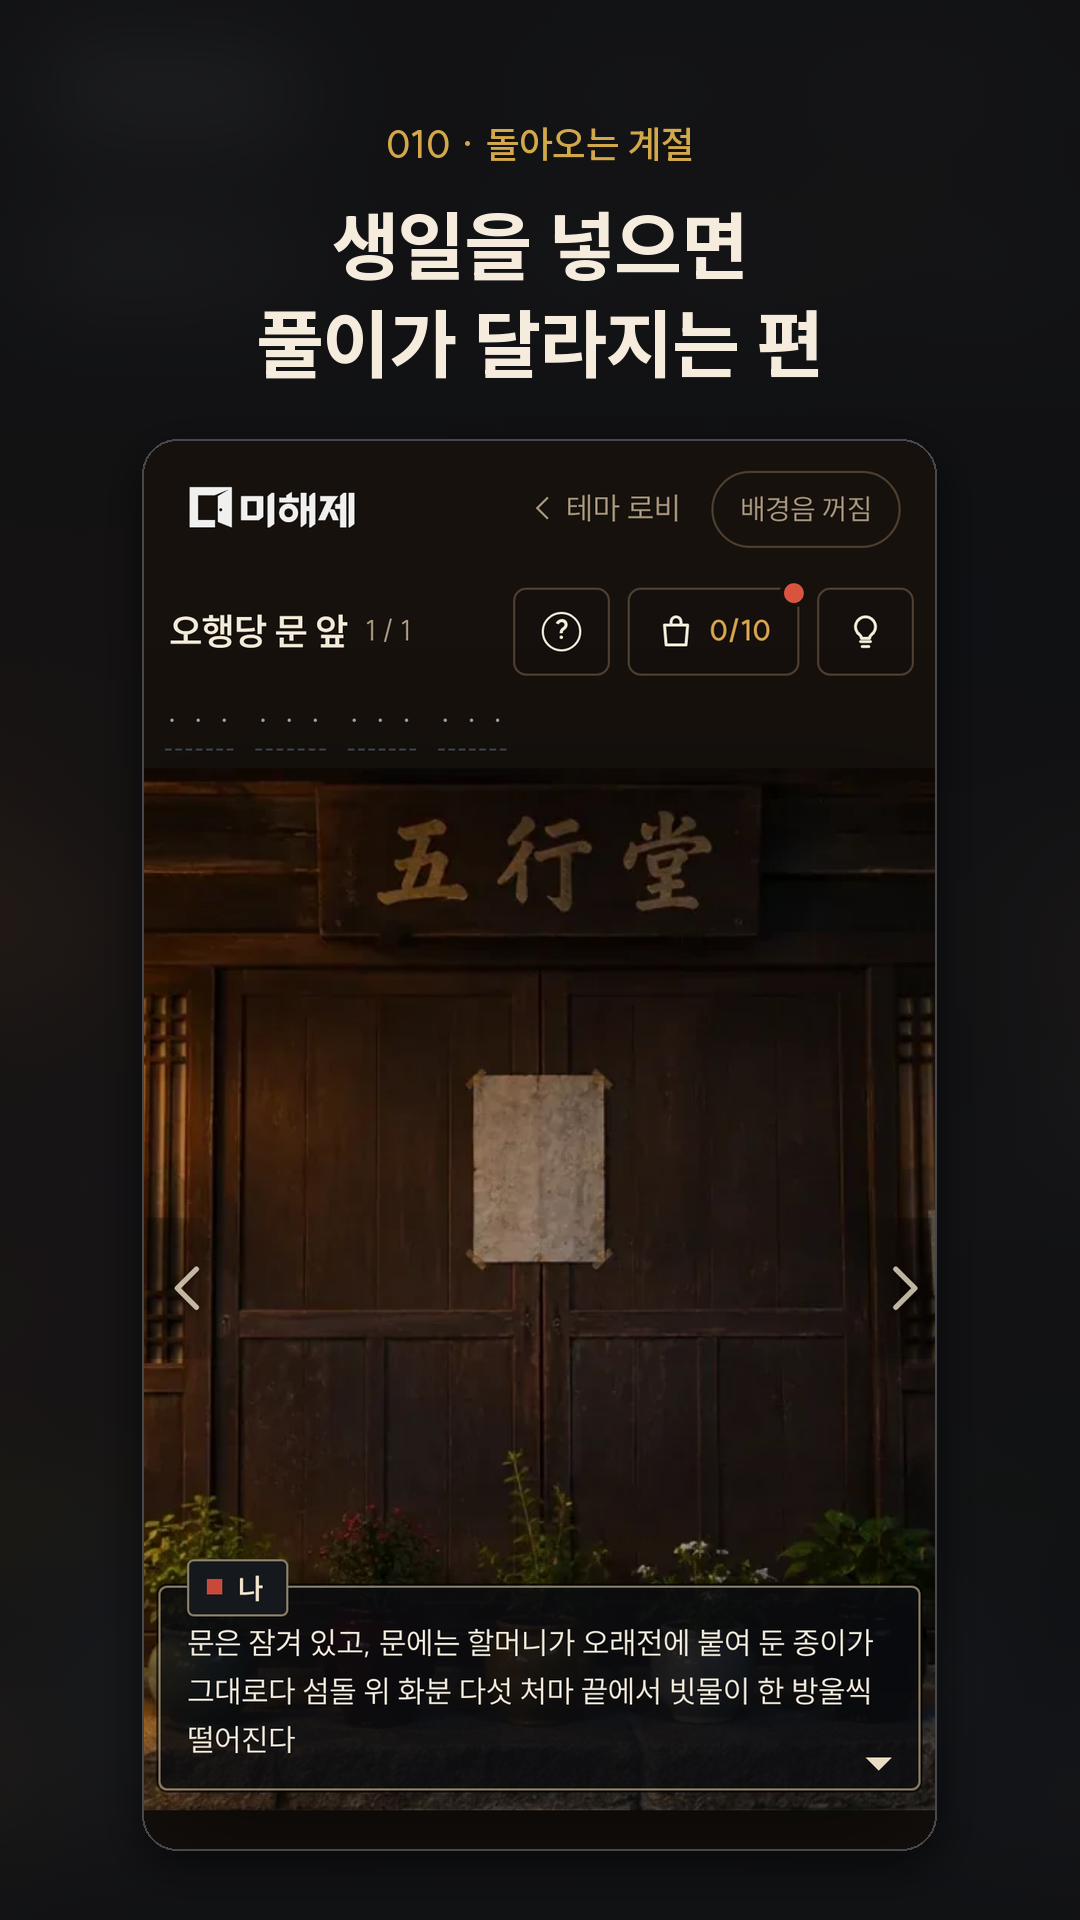 010 · 돌아오는 계절
생일을 넣으면
풀이가 달라지는 편
미해제
테마 로비
배경음 꺼짐
오행당 문 앞 1 / 1
?
0/10
五行堂
나
문은 잠겨 있고, 문에는 할머니가 오래전에 붙여 둔 종이가
그대로다 섬돌 위 화분 다섯 처마 끝에서 빗물이 한 방울씩
떨어진다